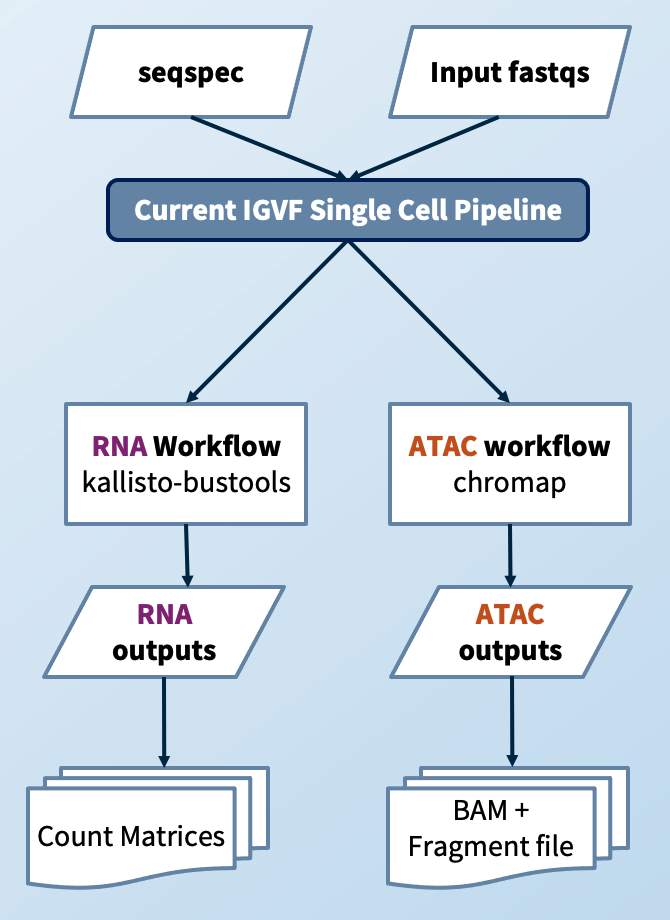 seqspec
Input fastqs
Current IGVF Single Cell Pipeline
RNA Workflow
kallisto-bustools
ATAC workflow
chromap
RNA
outputs
ATAC
outputs
Count Matrices
BAM +
Fragment file